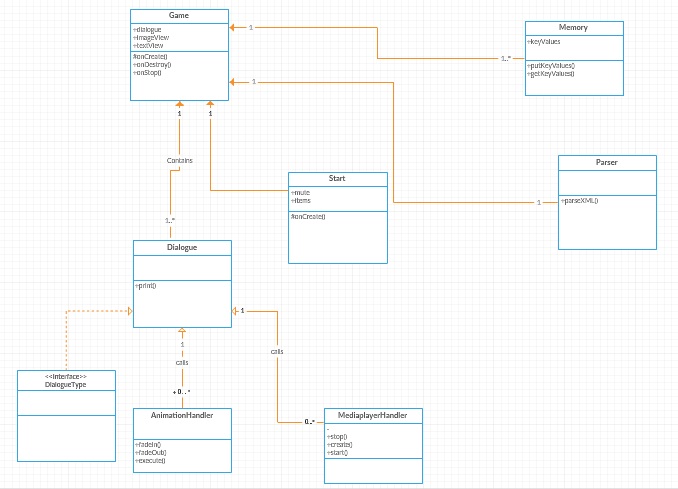 Game
+dialogue
+imageView
+textView
#onCreate()
+onDestroy()
+onStop()
1
1
1
1
Contains
1..*
Memory
+keyValues
+putKeyValues()
+getKeyValues()
1..*
Parser
+parseXML()
1
Start
+mute
+items
#onCreate()
Dialogue
+print()
1
calls
0..*
1
calls
+0..*
<<Interface>>
DialogueType
AnimationHandler
+fadeIn()
+fadeOut()
+execute()
MediaplayerHandler
-
+stop()
+create()
+start()